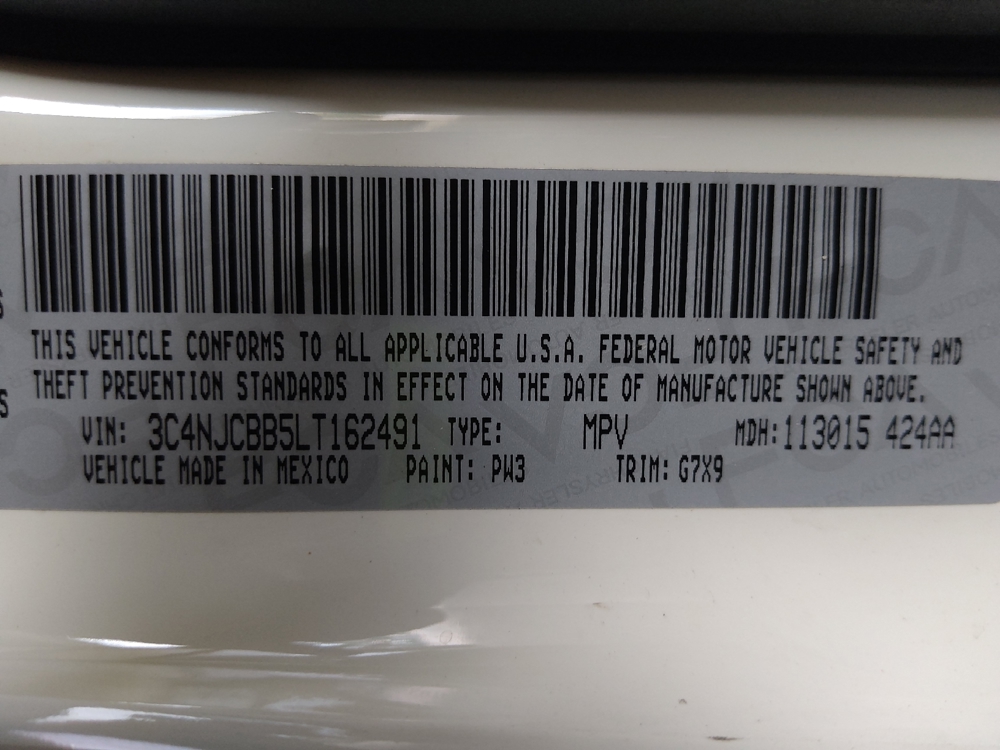 THIS VEHICLE CONFORMS TO ALL APPLICABLE U.S.A. FEDERAL MOTOR VEHICLE SAFETY AND
THEFT PREVENTION STANDARDS IN EFFECT ON THE DATE OF MANUFACTURE SHOWN ABOVE.
VIN: 3C4NJCBB5LT162491 TYPE: MPV MDH:113015 424AA
VEHICLE MADE IN MEXICO PAINT: PW3 TRIM: G7X9